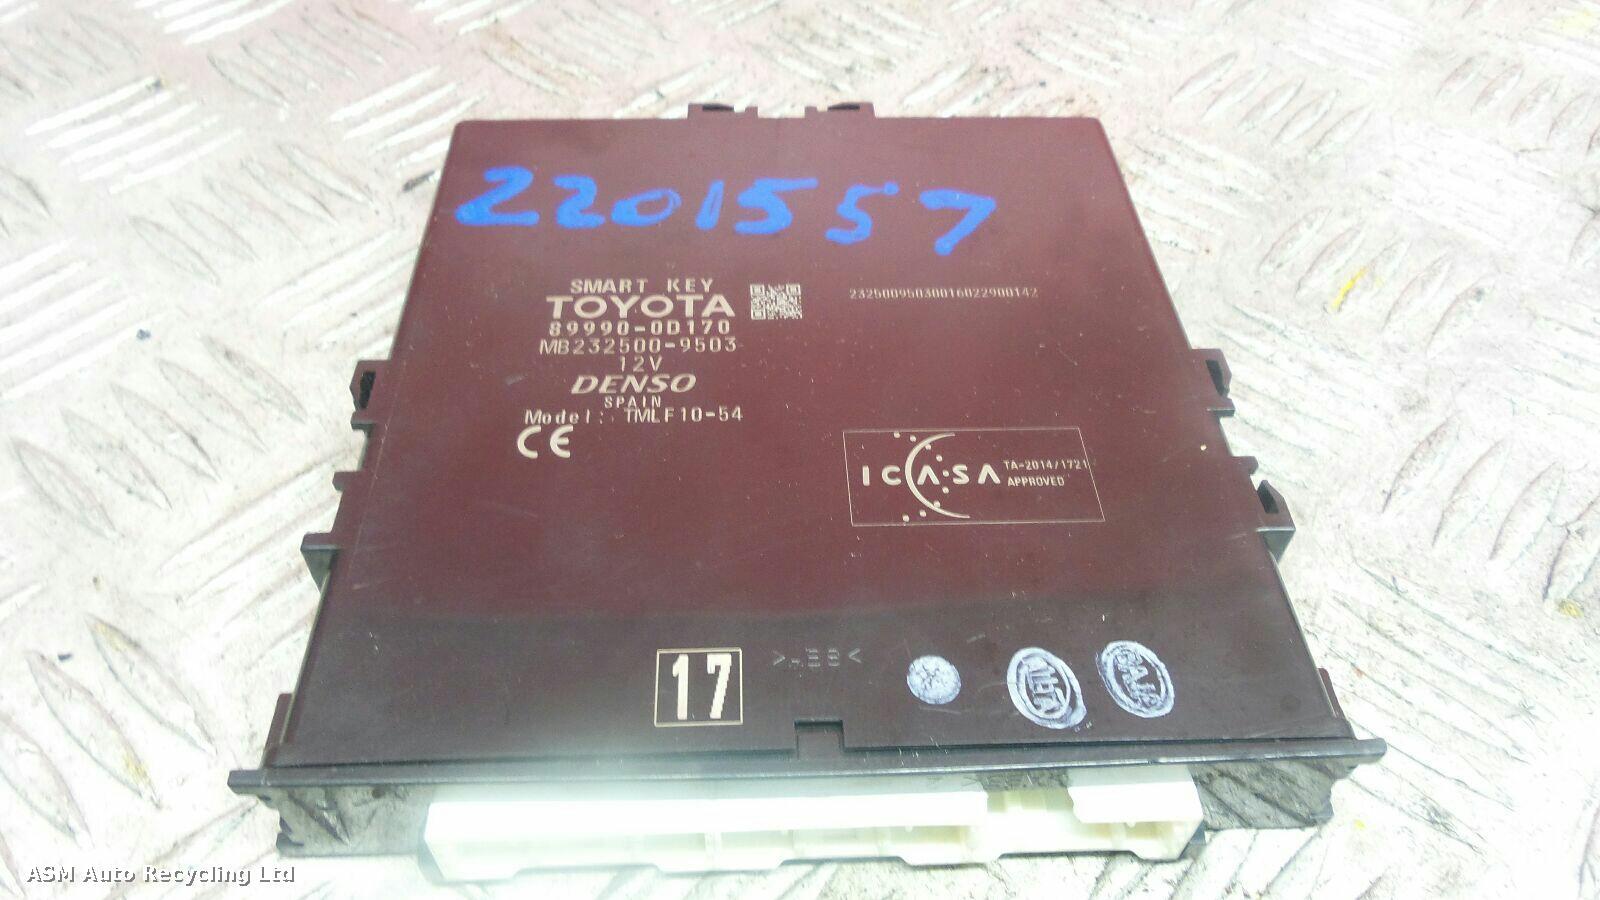 2201557
SMART KEY
TOYOTA
89990-0D170
MB232500-9503
12V
DENSO
SPAIN
Model: TMLF10-54
CE
23250095030016022900142
ICASA
TA-2014/1721
APPROVED
17
ASM Auto Recycling Ltd